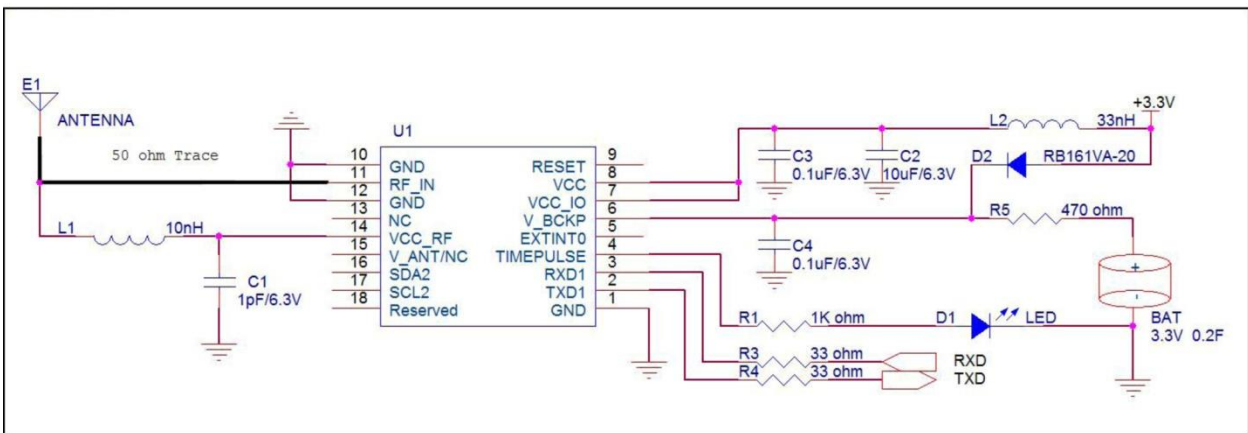 E1
ANTENNA
50 ohm Trace
L1
10nH
C1
1pF/6.3V
U1
10
11
12
13
14
15
16
17
18
GND
RF_IN
GND
NC
VCC_RF
V_ANT/NC
SDA2
SCL2
Reserved
RESET
VCC
VCC_IO
V_BCKP
EXTINT0
TIMEPULSE
RXD1
TXD1
GND
9
8
7
6
5
4
3
2
1
+3.3V
L2
33nH
C3
0.1uF/6.3V
C2
10uF/6.3V
D2
RB161VA-20
R5
470 ohm
C4
0.1uF/6.3V
+
-
BAT
3.3V 0.2F
R1
1K ohm
D1
LED
R3
33 ohm
RXD
R4
33 ohm
TXD